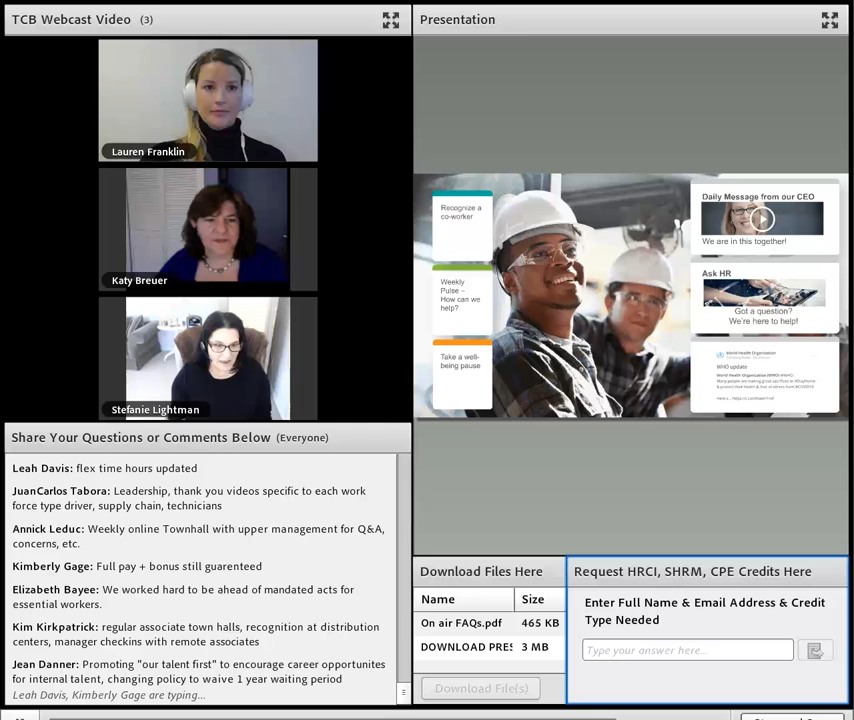 TCB Webcast Video (3)
Lauren Franklin
Katy Breuer
Stefanie Lightman
Share Your Questions or Comments Below (Everyone)
Leah Davis: flex time hours updated
JuanCarlos Tabora: Leadership, thank you videos specific to each work
force type driver, supply chain, technicians
Annick Leduc: Weekly online Townhall with upper management for Q&A,
concerns, etc.
Kimberly Gage: Full pay + bonus still guarenteed
Elizabeth Bayee: We worked hard to be ahead of mandated acts for
essential workers.
Kim Kirkpatrick: regular associate town halls, recognition at distribution
centers, manager checkins with remote associates
Jean Danner: Promoting "our talent first" to encourage career opportunities
for internal talent, changing policy to waive 1 year waiting period
Leah Davis, Kimberly Gage are typing...
Presentation
Recognize a
co-worker
Weekly
Pulse –
How can we
help?
Take a well-
being pause
Daily Message from our CEO
We are in this together!
Ask HR
Got a question?
We're here to help!
World Health Organization
WHO update
Download Files Here
Name Size
On air FAQs.pdf 465 KB
DOWNLOAD PRES 3 MB
Download File(s)
Request HRCI, SHRM, CPE Credits Here
Enter Full Name & Email Address & Credit
Type Needed
Type your answer here...